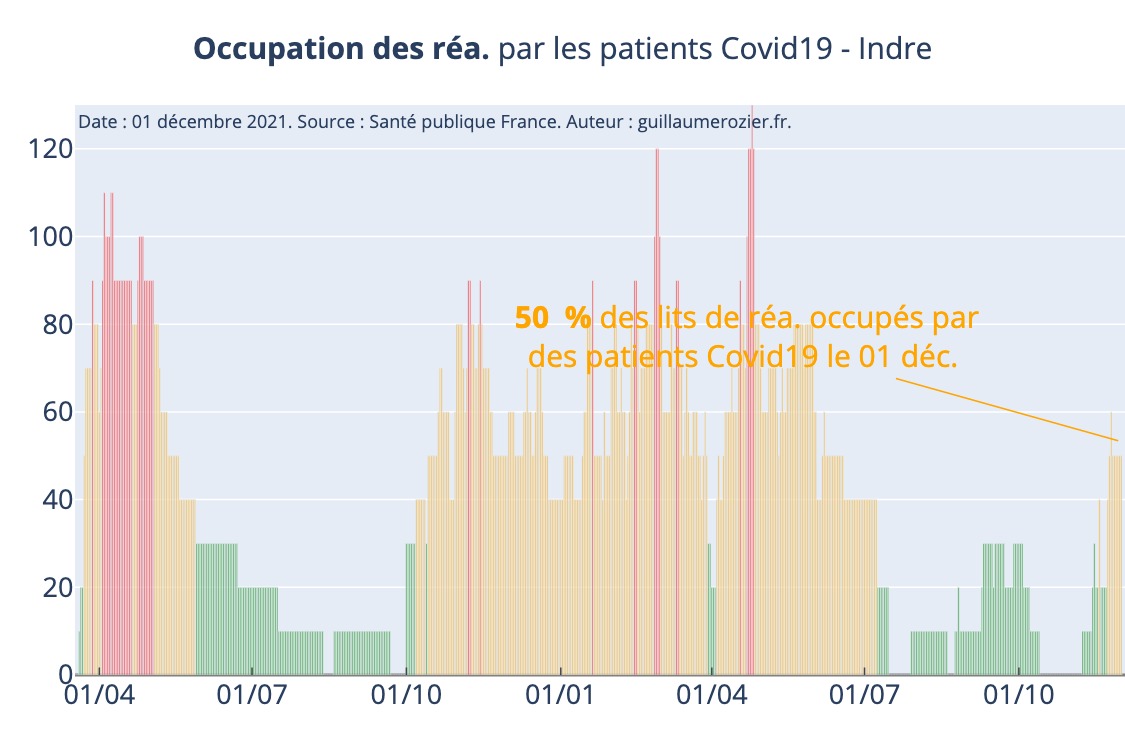 Occupation des réa. par les patients Covid19 - Indre
Date : 01 décembre 2021. Source : Santé publique France. Auteur : guillaumerozier.fr.
120
100
80
60
40
20
0
50 % des lits de réa. occupés par
des patients Covid19 le 01 déc.
01/04 01/07 01/10 01/01 01/04 01/07 01/10